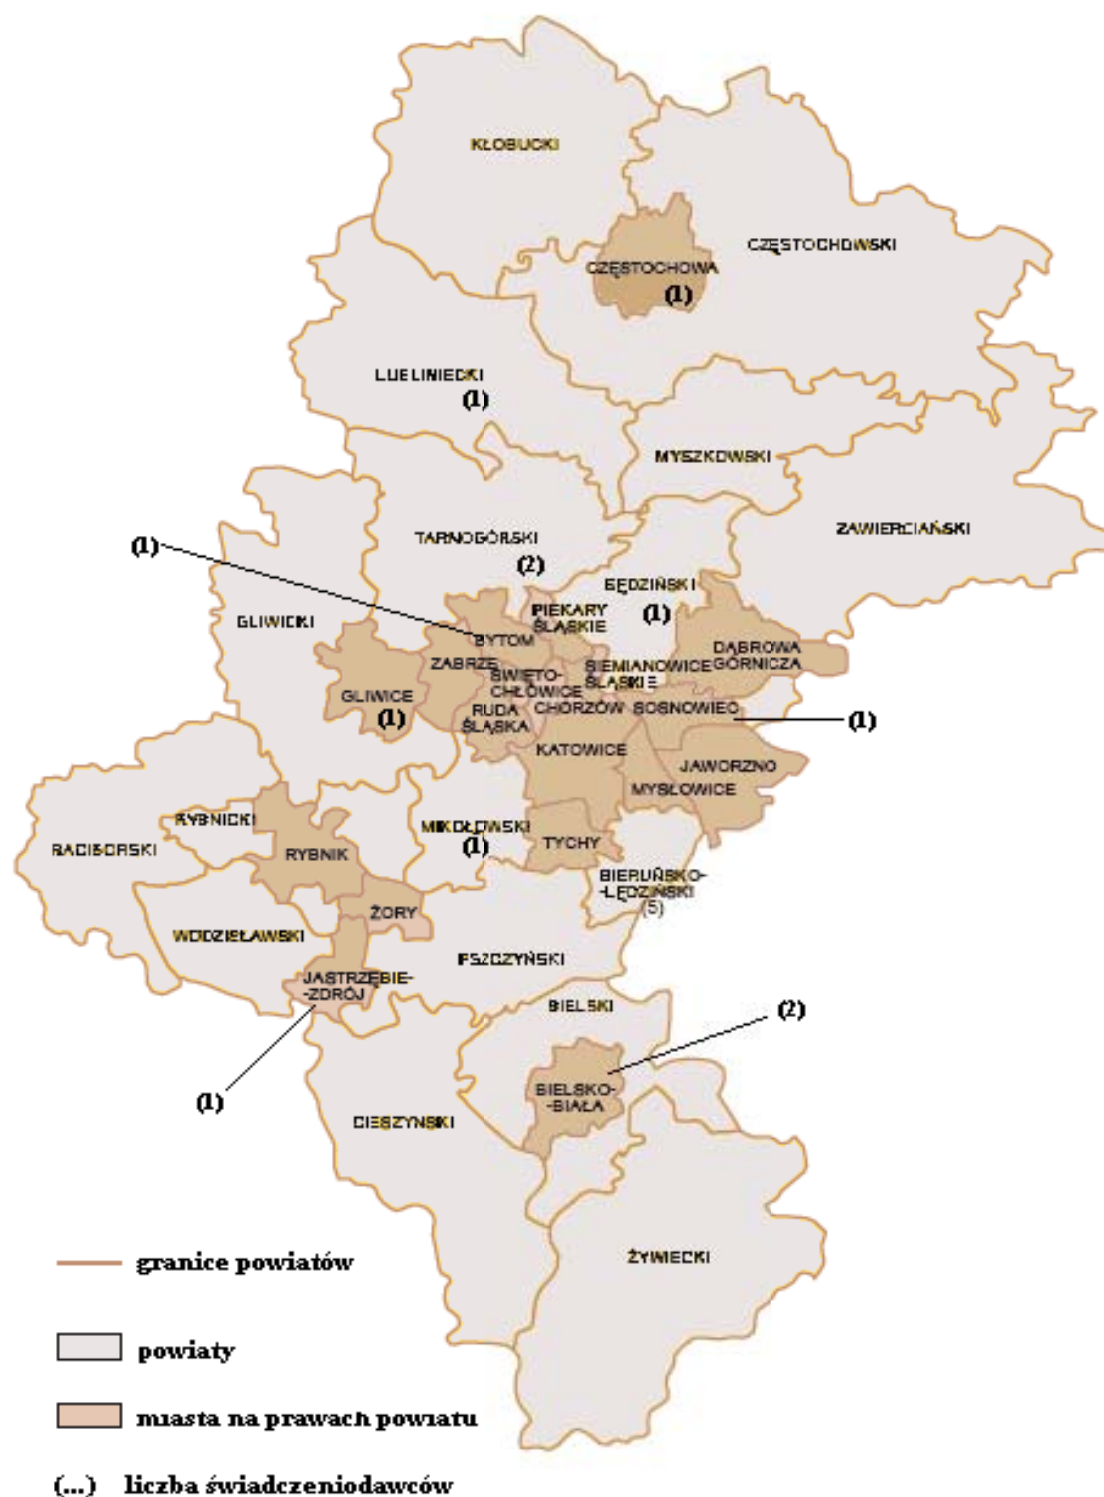 KŁOBUCKI
CZĘSTOCHOWSKI
CZĘSTOCHOWA
(1)
LUBLINIECKI
(1)
MYSZKOWSKI
ZAWIERCIAŃSKI
TARNOGÓRSKI
(2)
(1)
BĘDZIŃSKI
(1)
GLIWICKI
PIEKARY
ŚLĄSKIE
BYTOM
DĄBROWA
GÓRNICZA
ZABRZE
SIEMIANOWICE
ŚLĄSKIE
ŚWIĘTO-
CHŁOWICE
GLIWICE
(1)
RUDA
ŚLĄSKA
CHORZÓW
SOSNOWIEC
(1)
KATOWICE
JAWORZNO
MYSŁOWICE
RYBNICKI
MIKOŁOWSKI
(1)
TYCHY
RACIBORSKI
RYBNIK
BIERUŃSKO-
-LĘDZIŃSKI
(5)
ŻORY
WODZISŁAWSKI
PSZCZYŃSKI
JASTRZĘBIE-
-ZDRÓJ
(1)
BIELSKI
(2)
BIELSKO-
-BIAŁA
CIESZYŃSKI
ŻYWIECKI
granice powiatów
powiaty
miasta na prawach powiatu
(...) liczba świadczeniodawców